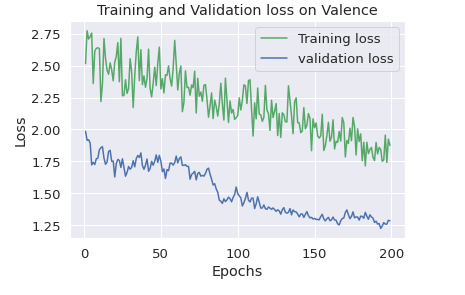 Training and Validation loss on Valence
Training loss
validation loss
Loss
2.75
2.50
2.25
2.00
1.75
1.50
1.25
0 50 100 150 200
Epochs